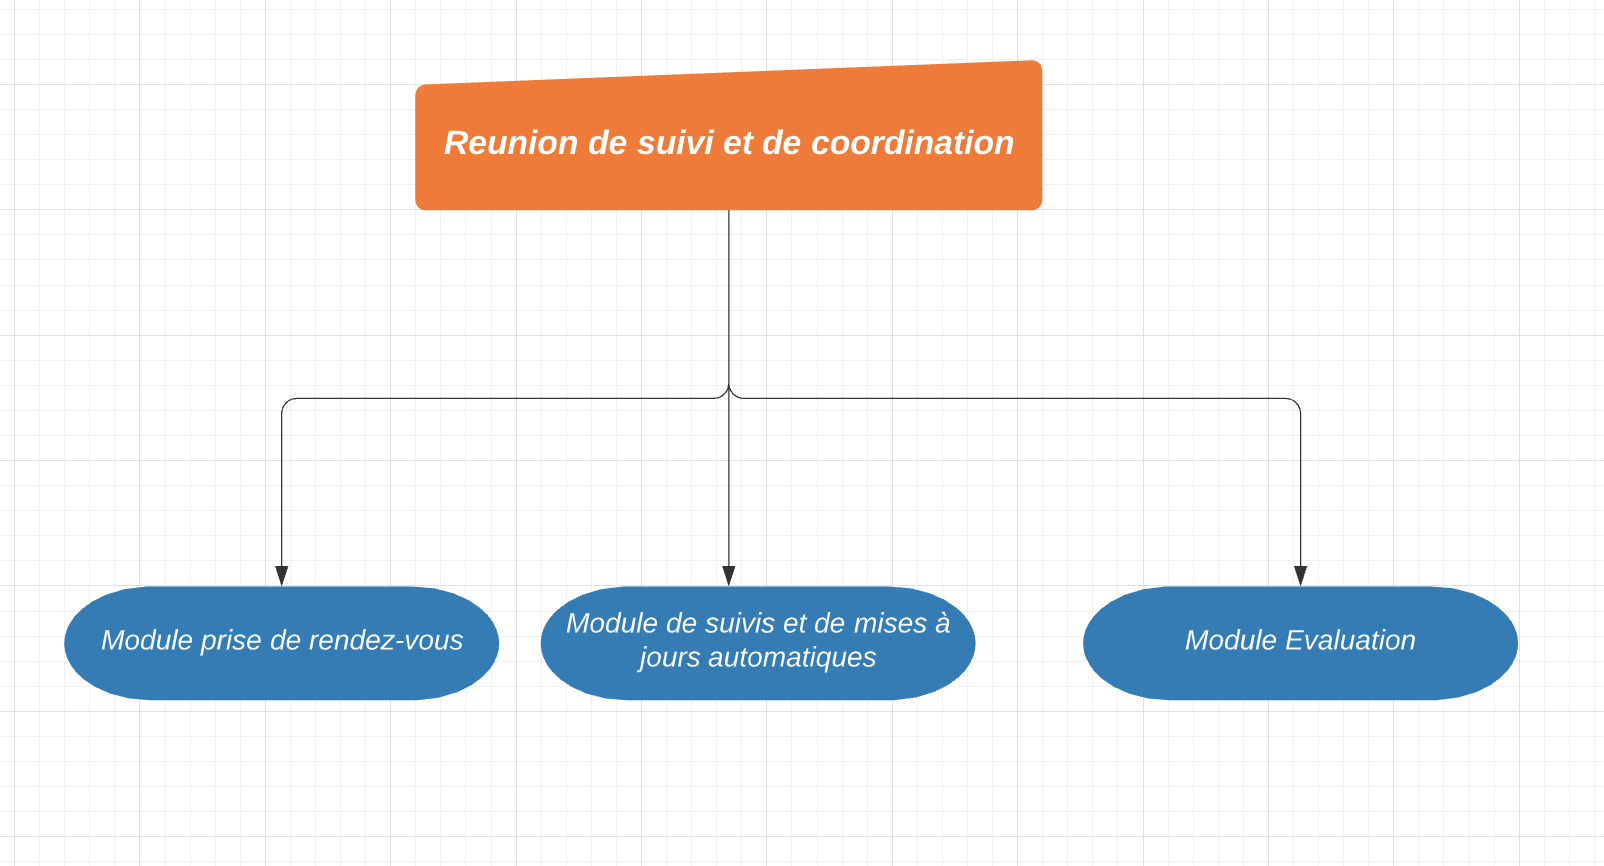 Reunion de suivi et de coordination
Module prise de rendez-vous
Module de suivis et de mises à
jours automatiques
Module Evaluation